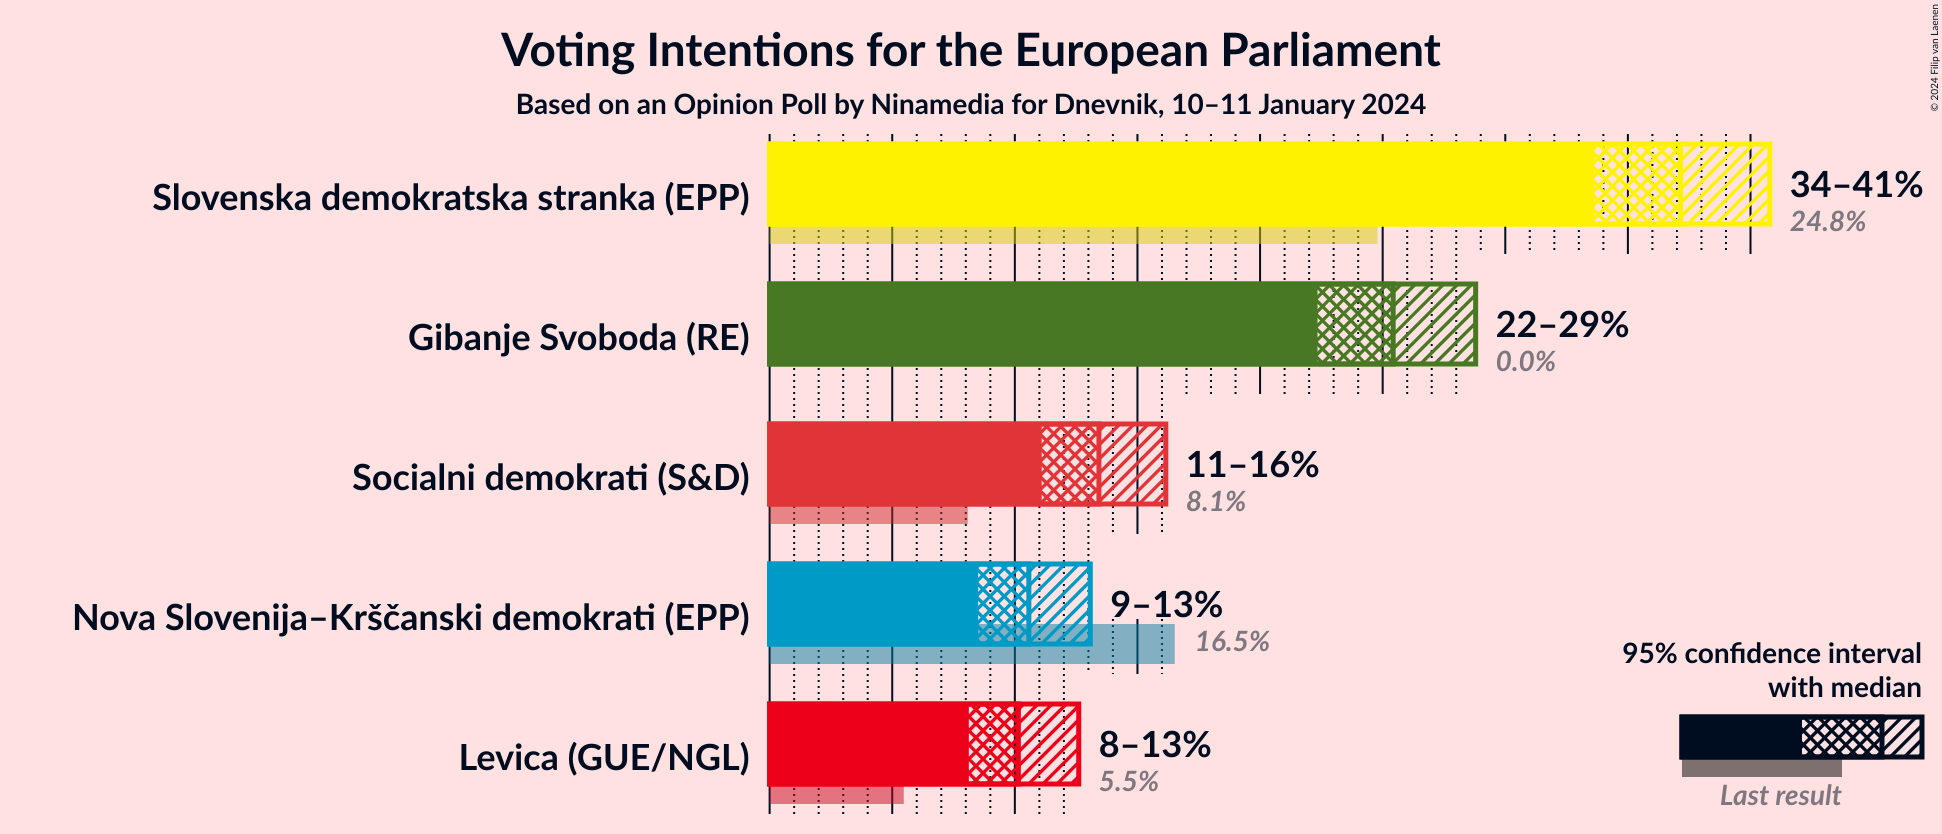 Voting Intentions for the European Parliament
Based on an Opinion Poll by Ninamedia for Dnevnik, 10–11 January 2024
© 2024 Filip van Laenen
Slovenska demokratska stranka (EPP)
34–41%
24.8%
Gibanje Svoboda (RE)
22–29%
0.0%
Socialni demokrati (S&D)
11–16%
8.1%
Nova Slovenija–Krščanski demokrati (EPP)
9–13%
16.5%
Levica (GUE/NGL)
8–13%
5.5%
95% confidence interval
with median
Last result